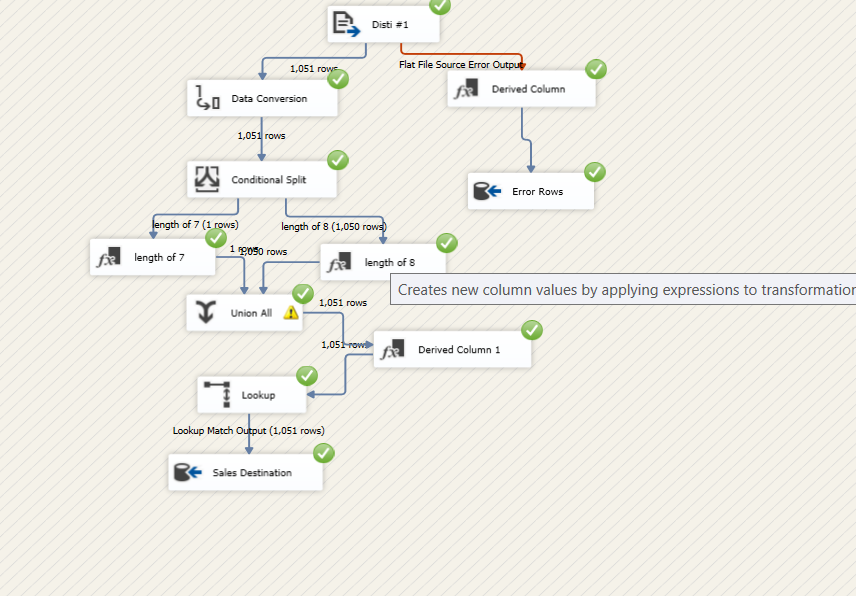 Disti #1
1,051 rows
Flat File Source Error Output
Data Conversion
Derived Column
1,051 rows
Conditional Split
Error Rows
length of 7 (1 rows)
length of 8 (1,050 rows)
1 rows
1,050 rows
length of 7
length of 8
Creates new column values by applying expressions to transformation
1,051 rows
Union All
1,051 rows
Derived Column 1
Lookup
Lookup Match Output (1,051 rows)
Sales Destination